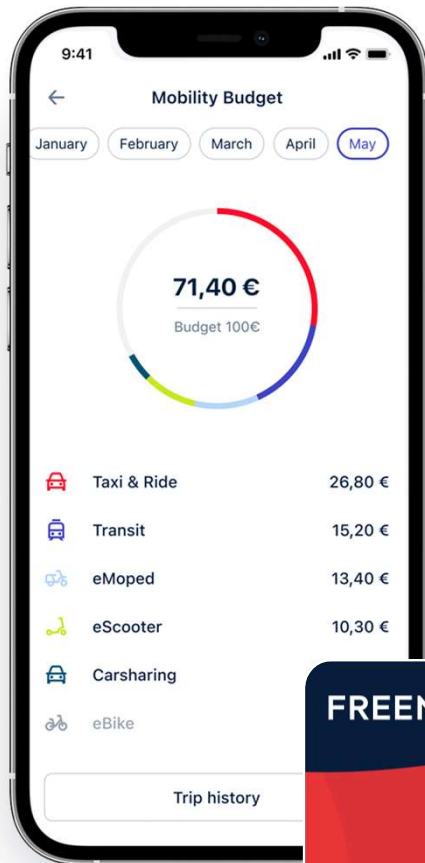 9:41
Mobility Budget
January February March April May
71,40 €
Budget 100€
Taxi & Ride 26,80 €
Transit 15,20 €
eMoped 13,40 €
eScooter 10,30 €
Carsharing
eBike
Trip history